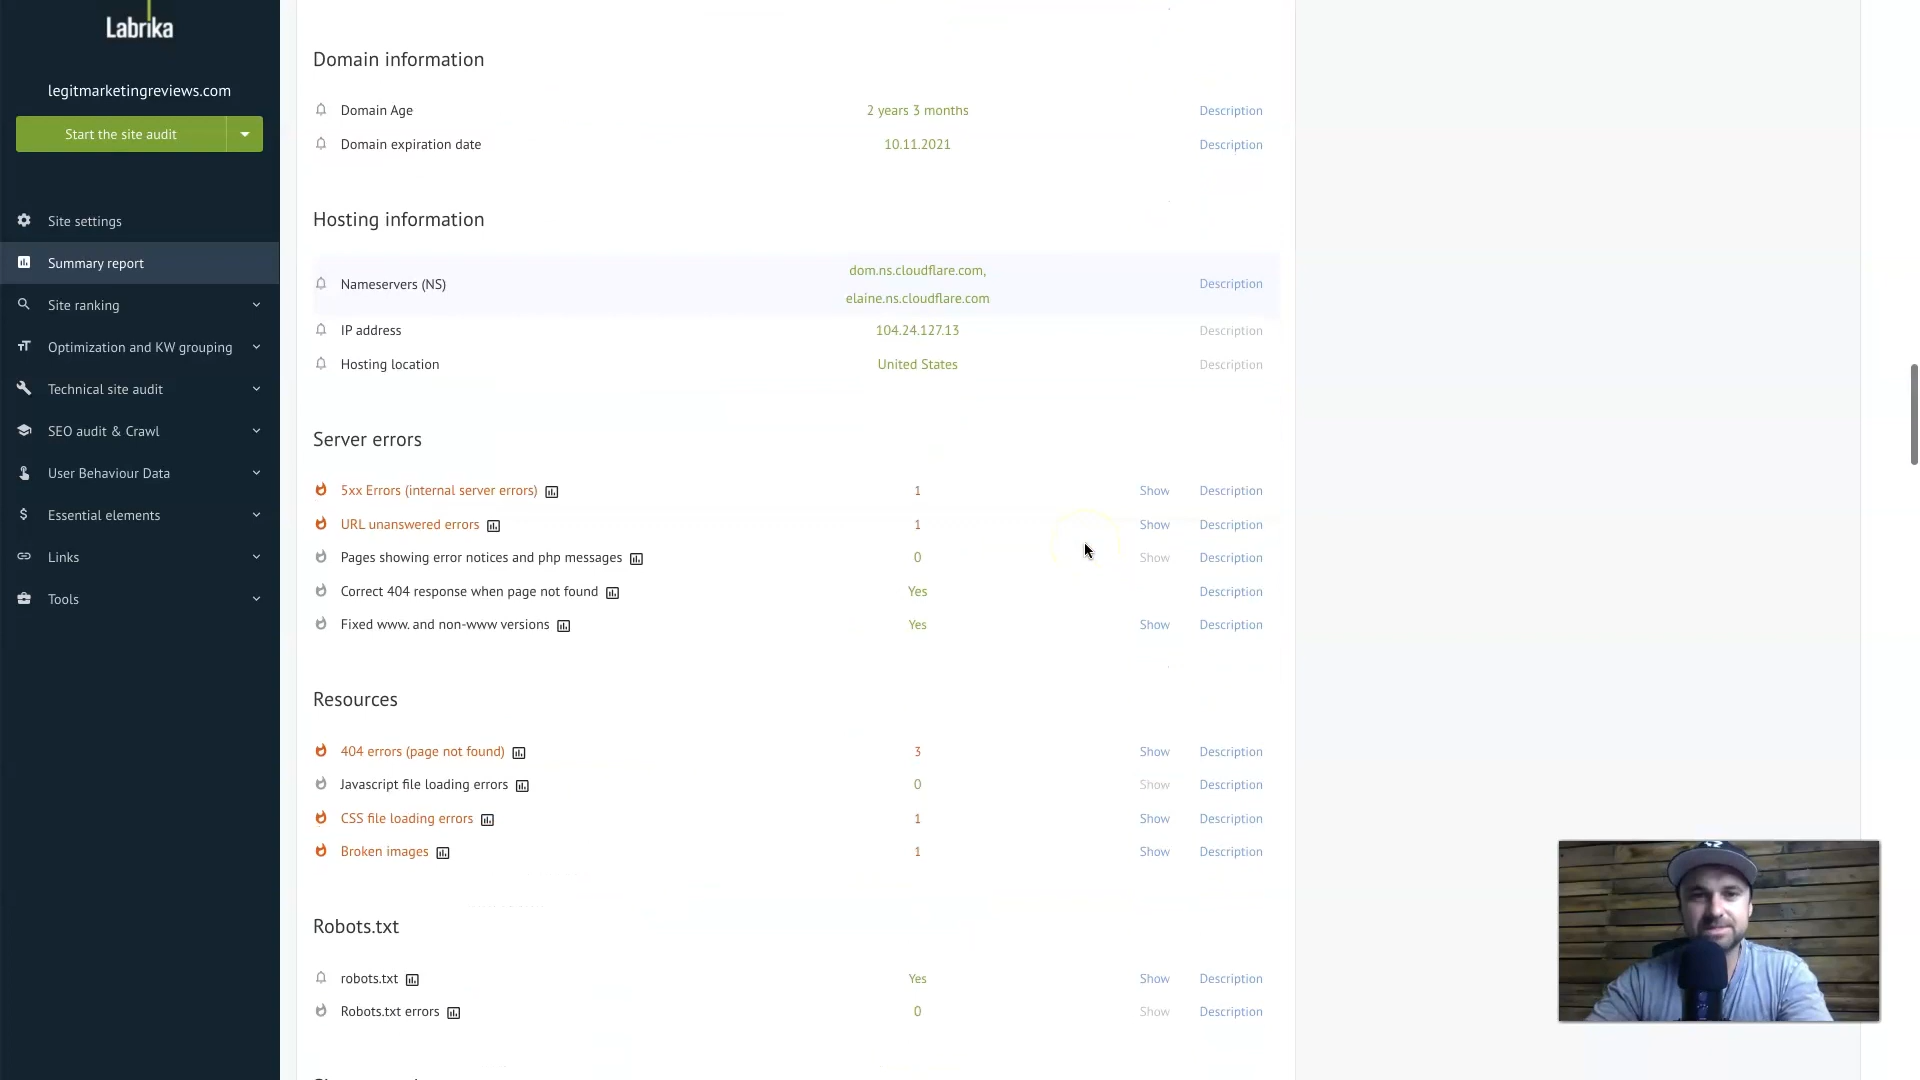 Labrika
legitmarketingreviews.com
Start the site audit
Site settings
Summary report
Site ranking
Optimization and KW grouping
Technical site audit
SEO audit & Crawl
User Behaviour Data
Essential elements
Links
Tools
Domain information
Domain Age 2 years 3 months Description
Domain expiration date 10.11.2021 Description
Hosting information
Nameservers (NS) dom.ns.cloudflare.com, Description
elaine.ns.cloudflare.com
IP address 104.24.127.13 Description
Hosting location United States Description
Server errors
5xx Errors (internal server errors) 1 Show Description
URL unanswered errors 1 Show Description
Pages showing error notices and php messages 0 Show Description
Correct 404 response when page not found Yes Description
Fixed www. and non-www versions Yes Show Description
Resources
404 errors (page not found) 3 Show Description
Javascript file loading errors 0 Show Description
CSS file loading errors 1 Show Description
Broken images 1 Show Description
Robots.txt
robots.txt Yes Show Description
Robots.txt errors 0 Show Description